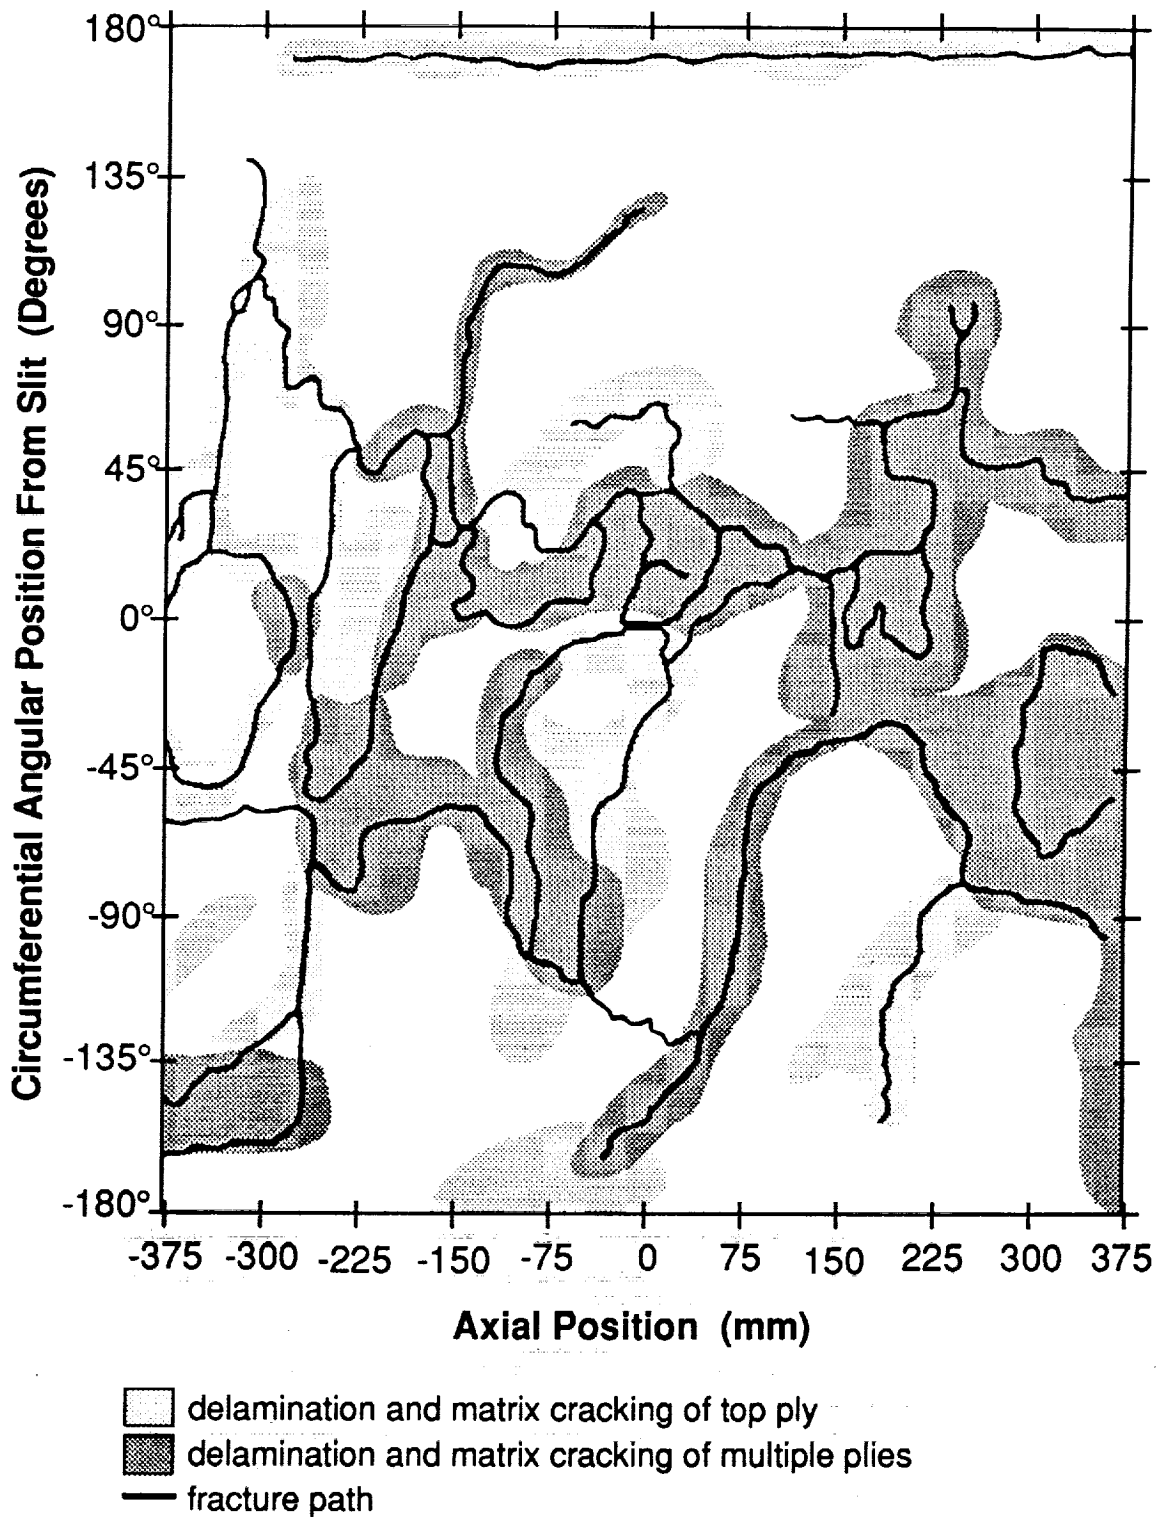 Circumferential Angular Position From Slit (Degrees)
180°
135°
90°
45°
0°
-45°
-90°
-135°
-180°
-375 -300 -225 -150 -75 0 75 150 225 300 375
Axial Position (mm)
delamination and matrix cracking of top ply
delamination and matrix cracking of multiple plies
fracture path